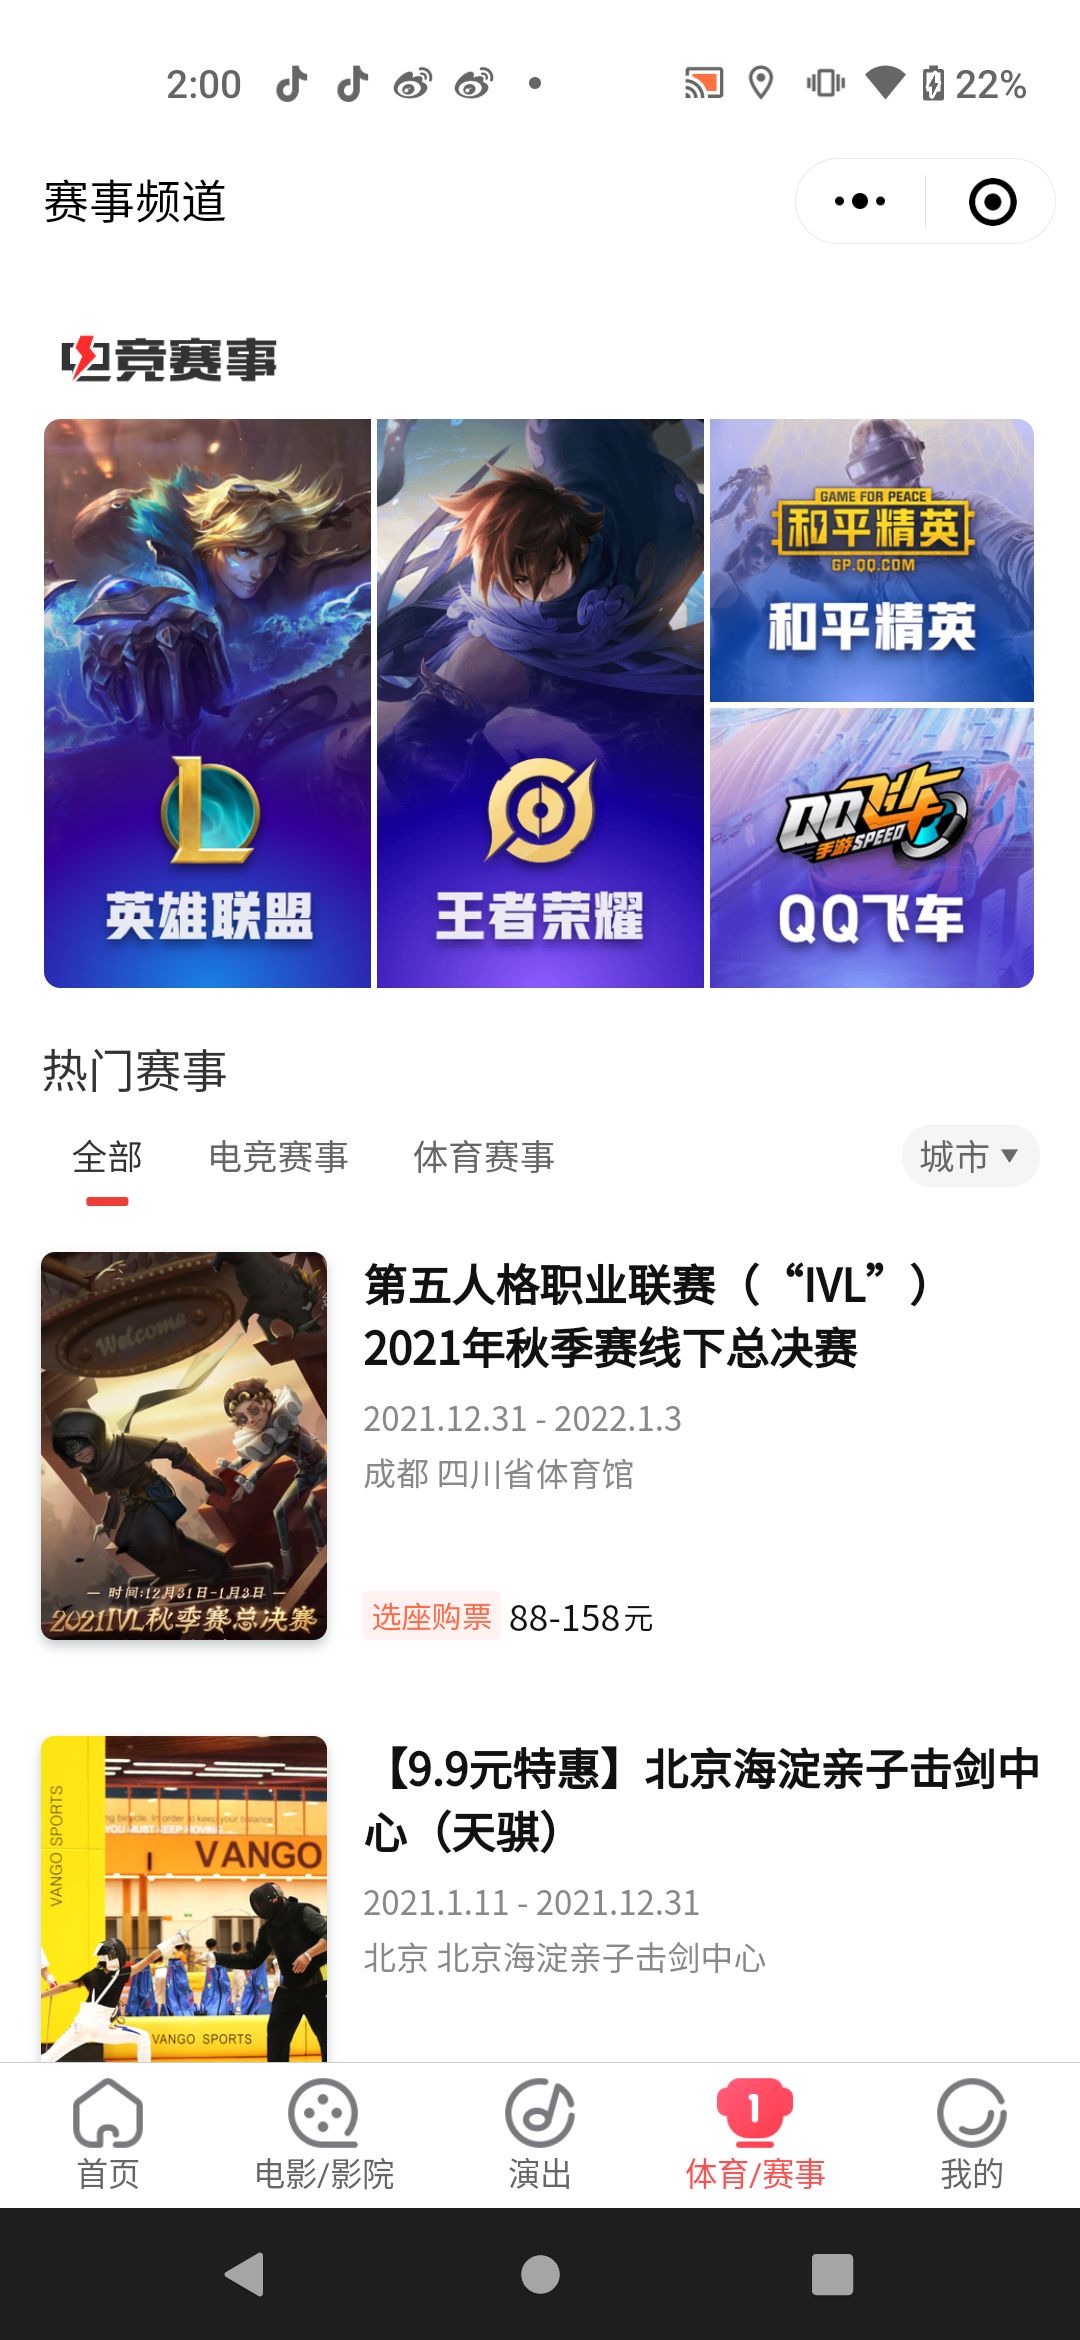 2:00
22%
赛事频道
电竞赛事
GAME FOR PEACE
和平精英
GP.QQ.COM
和平精英
QQ飞车
手游SPEED
英雄联盟
王者荣耀
QQ飞车
热门赛事
全部 电竞赛事 体育赛事 城市
Welcome
时间:12月31日-1月3日
2021IVL秋季赛总决赛
第五人格职业联赛（“IVL”）
2021年秋季赛线下总决赛
2021.12.31 - 2022.1.3
成都 四川省体育馆
选座购票 88-158元
VANGO SPORTS
YOU MUST KEEP MOVING
VANGO
VANGO SPORTS
【9.9元特惠】北京海淀亲子击剑中
心（天骐）
2021.1.11 - 2021.12.31
北京 北京海淀亲子击剑中心
首页 电影/影院 演出 体育/赛事 我的